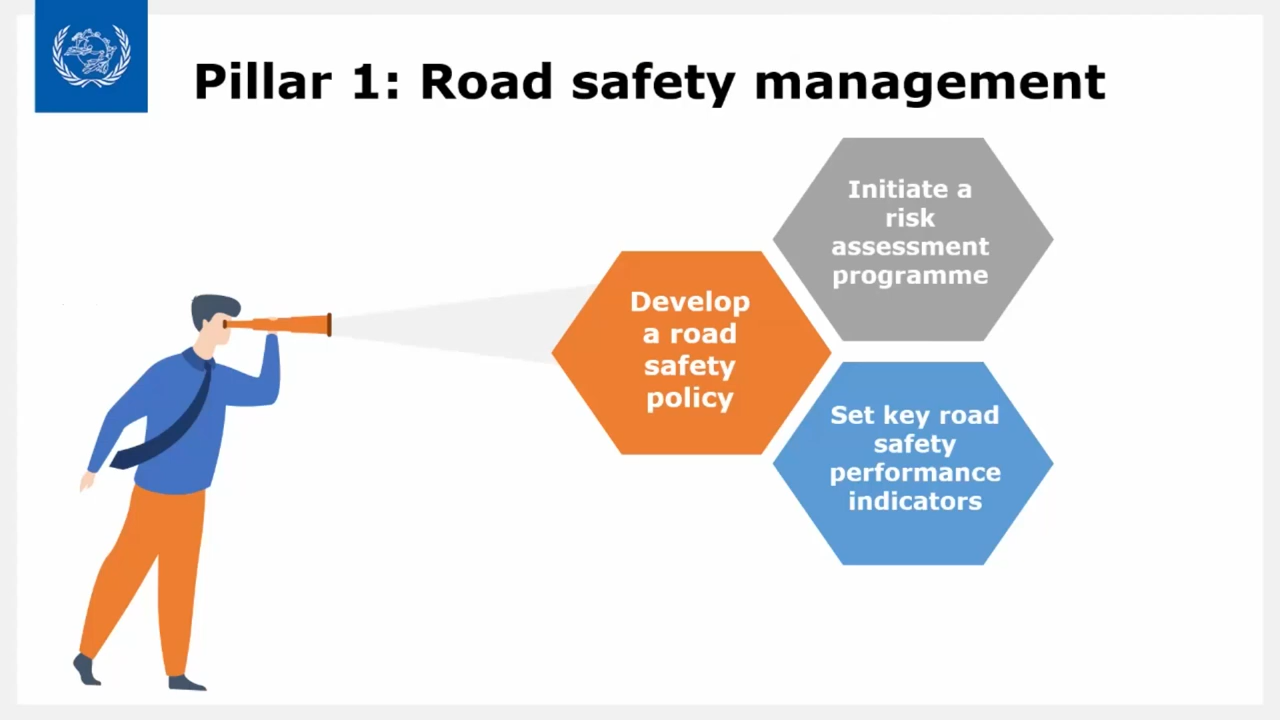 Pillar 1: Road safety management
Initiate a
risk
assessment
programme
Develop
a road
safety
policy
Set key road
safety
performance
indicators